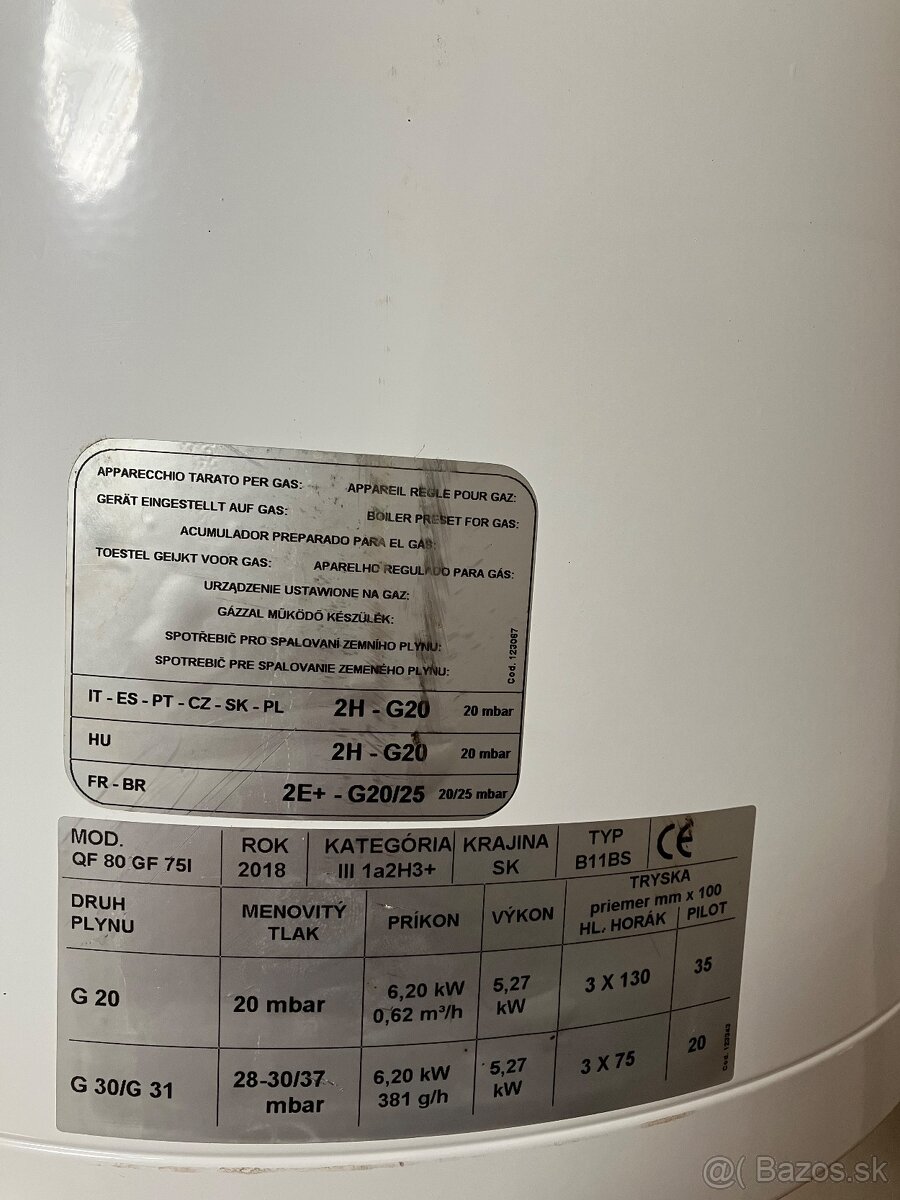 APPARECCHIO TARATO PER GAS:
APPAREIL REGLE POUR GAZ:
GERÄT EINGESTELLT AUF GAS:
BOILER PRESET FOR GAS:
ACUMULADOR PREPARADO PARA EL GAS:
TOESTEL GEIJKT VOOR GAS:
APARELHO REGULADO PARA GÁS:
URZĄDZENIE USTAWIONE NA GAZ:
GÁZZAL MŰKÖDŐ KÉSZÜLÉK:
SPOTŘEBIČ PRO SPALOVANÍ ZEMNÍHO PLYNU:
SPOTREBIČ PRE SPALOVANIE ZEMENÉHO PLYNU:
Cod. 123067
IT - ES - PT - CZ - SK - PL 2H - G20 20 mbar
HU 2H - G20 20 mbar
FR - BR 2E+ - G20/25 20/25 mbar
MOD. QF 80 GF 75I
ROK 2018
KATEGÓRIA III 1a2H3+
KRAJINA SK
TYP B11BS
CE
DRUH PLYNU
MENOVITÝ TLAK
PRÍKON
VÝKON
TRYSKA
priemer mm x 100
HL. HORÁK PILOT
G 20 20 mbar 6,20 kW 0,62 m³/h 5,27 kW 3 X 130 35
G 30/G 31 28-30/37 mbar 6,20 kW 381 g/h 5,27 kW 3 X 75 20
@( Bazos.sk